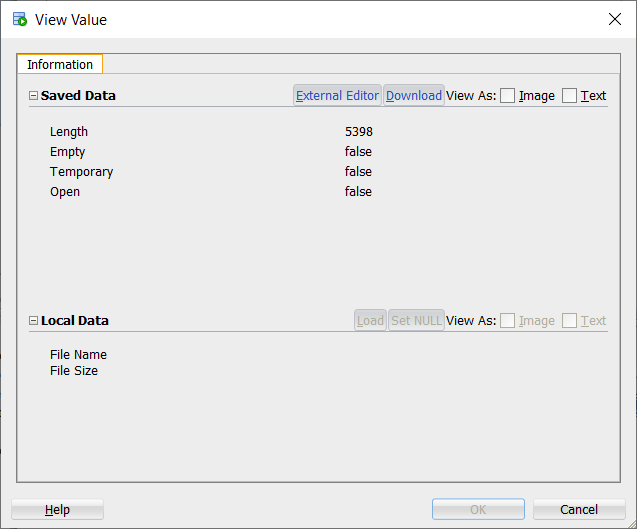 View Value
Information
Saved Data External Editor Download View As: Image Text
Length 5398
Empty false
Temporary false
Open false
Local Data Load Set NULL View As: Image Text
File Name
File Size
Help OK Cancel